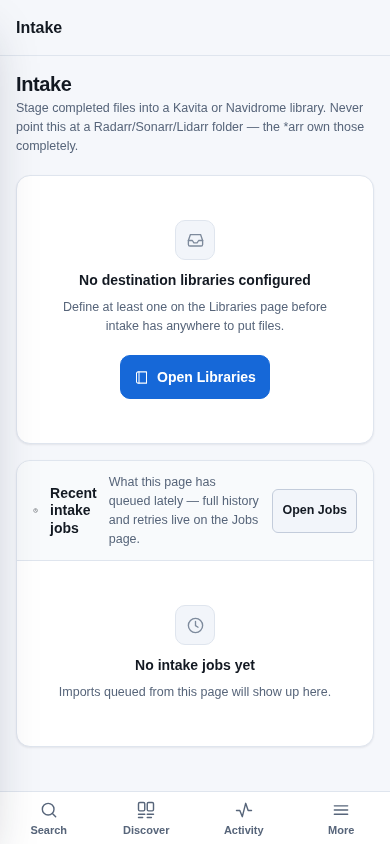 Intake
Intake
Stage completed files into a Kavita or Navidrome library. Never
point this at a Radarr/Sonarr/Lidarr folder — the *arr own those
completely.
No destination libraries configured
Define at least one on the Libraries page before
intake has anywhere to put files.
Open Libraries
Recent
intake
jobs
What this page has
queued lately — full history
and retries live on the Jobs
page.
Open Jobs
No intake jobs yet
Imports queued from this page will show up here.
Search
Discover
Activity
More